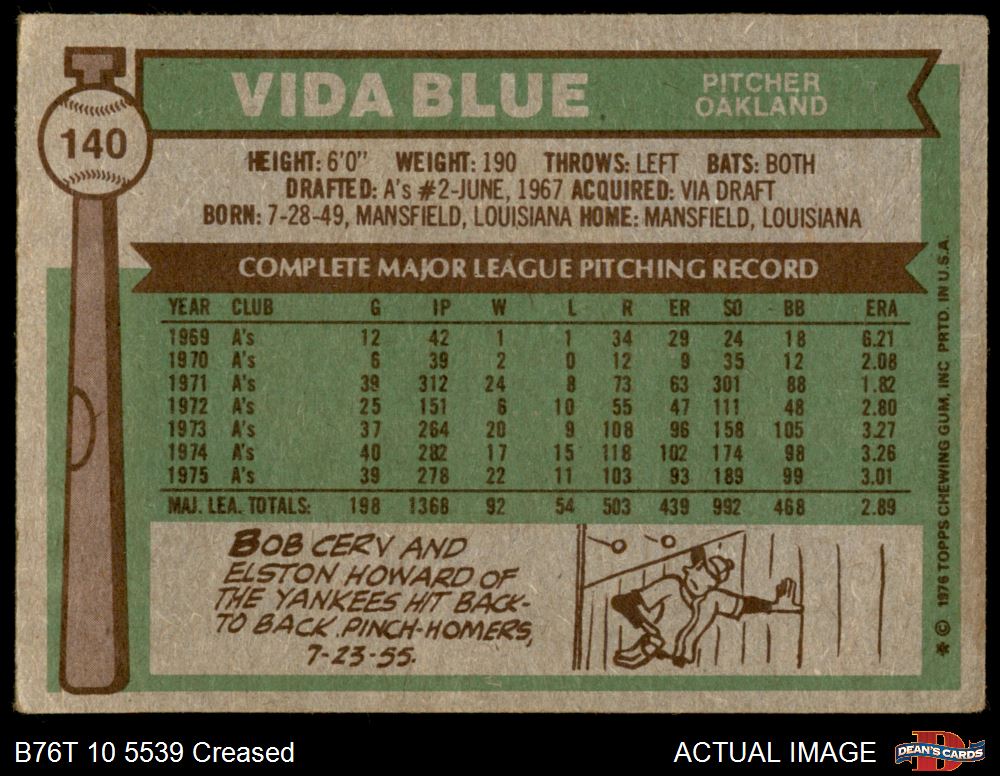 140
VIDA BLUE
PITCHER
OAKLAND
HEIGHT: 6'0" WEIGHT: 190 THROWS: LEFT BATS: BOTH
DRAFTED: A's #2-JUNE, 1967 ACQUIRED: VIA DRAFT
BORN: 7-28-49, MANSFIELD, LOUISIANA HOME: MANSFIELD, LOUISIANA
COMPLETE MAJOR LEAGUE PITCHING RECORD
YEAR CLUB G IP W L R ER SO BB ERA
1969 A's 12 42 1 1 34 29 24 18 6.21
1970 A's 6 39 2 0 12 9 35 12 2.08
1971 A's 39 312 24 8 73 63 301 88 1.82
1972 A's 25 151 6 10 55 47 111 48 2.80
1973 A's 37 264 20 9 108 96 158 105 3.27
1974 A's 40 282 17 15 118 102 174 98 3.26
1975 A's 39 278 22 11 103 93 189 99 3.01
MAJ. LEA. TOTALS: 198 1368 92 54 503 439 992 468 2.89
BOB CERV AND
ELSTON HOWARD OF
THE YANKEES HIT BACK-
TO BACK PINCH-HOMERS,
7-23-55.
* © 1976 TOPPS CHEWING GUM, INC PRTD. IN U.S.A.
B76T 10 5539 Creased
ACTUAL IMAGE
DEAN'S CARDS